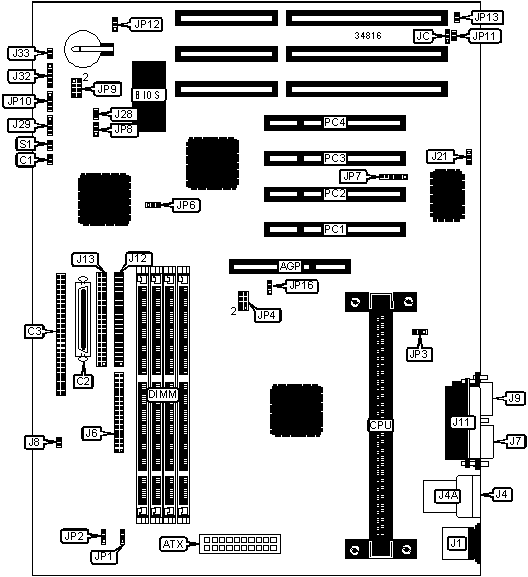 JP12
JP13
34816
JC
JP11
J33
J32
2
JP9
BIOS
JP10
J28
J29
JP8
PC4
S1
C1
PC3
J21
JP7
PC2
JP6
PC1
J13
J12
AGP
JP16
2
JP4
C3
JP3
C2
DIMM
J9
CPU
J11
J6
J7
J8
J4A
J4
JP2
JP1
ATX
J1